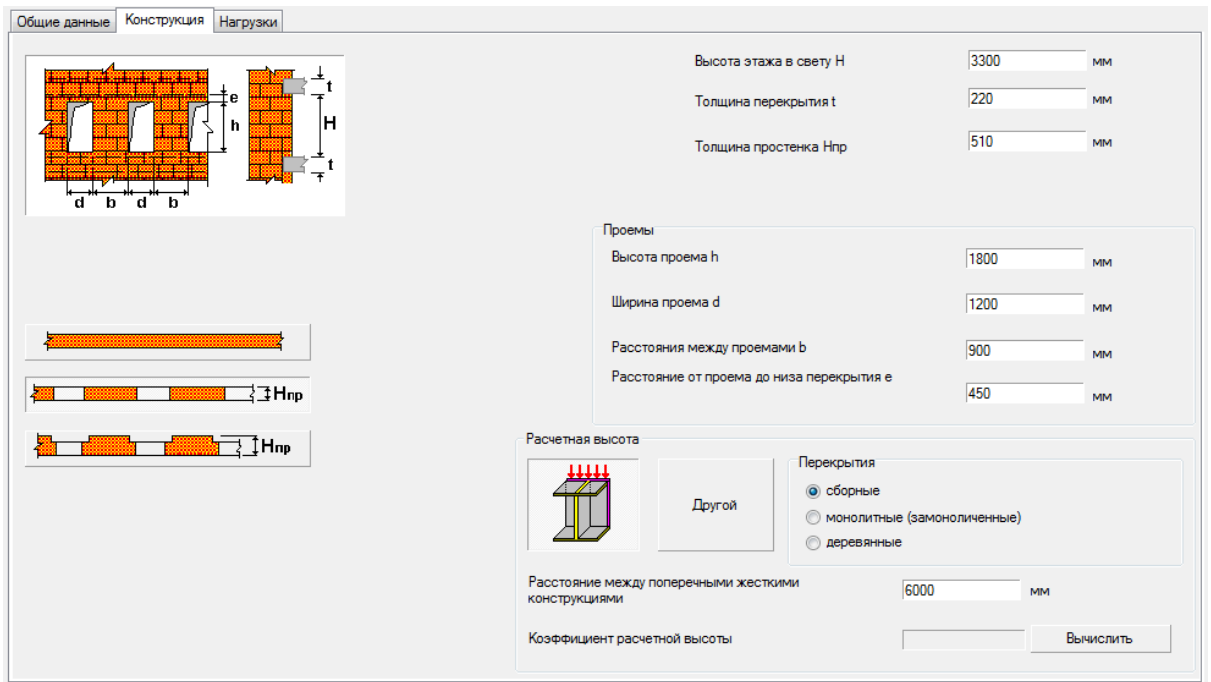 Общие данные
Конструкция
Нагрузки
e
h
H
t
t
d b d b
Высота этажа в свету H
3300
мм
Толщина перекрытия t
220
мм
Толщина простенка Hпр
510
мм
Проемы
Высота проема h
1800
мм
Ширина проема d
1200
мм
Расстояния между проемами b
900
мм
Расстояние от проема до низа перекрытия e
450
мм
Hпр
Hпр
Расчетная высота
Другой
Перекрытия
сборные
монолитные (замоноличенные)
деревянные
Расстояние между поперечными жесткими
конструкциями
6000
мм
Коэффициент расчетной высоты
Вычислить